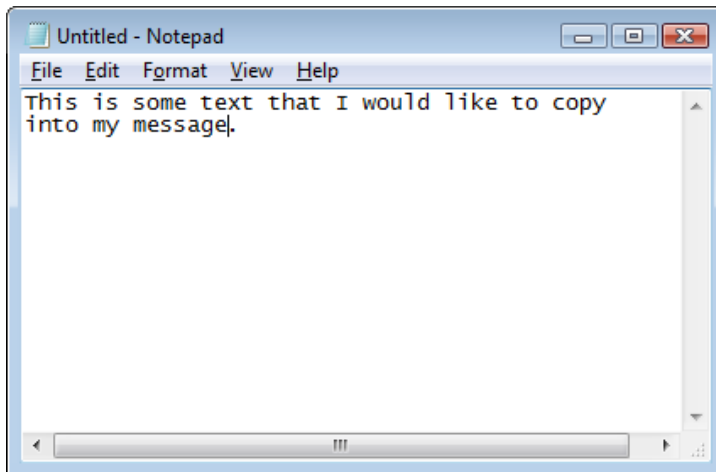 Untitled - Notepad
File Edit Format View Help
This is some text that I would like to copy
into my message.